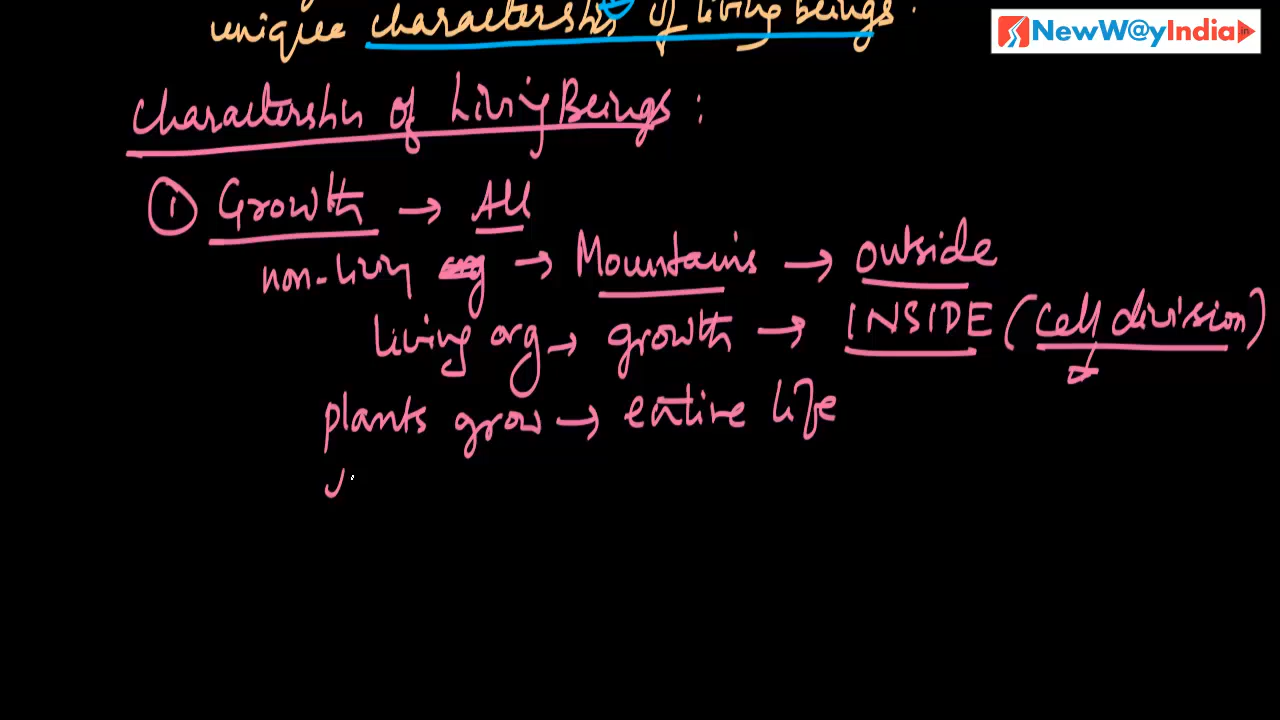 unique characteristics of living beings.
NewW@yIndia.in
Characteristics of Living Beings :
① Growth → All
non-living → Mountains → outside
living org → growth → INSIDE (cell division)
plants grow → entire life